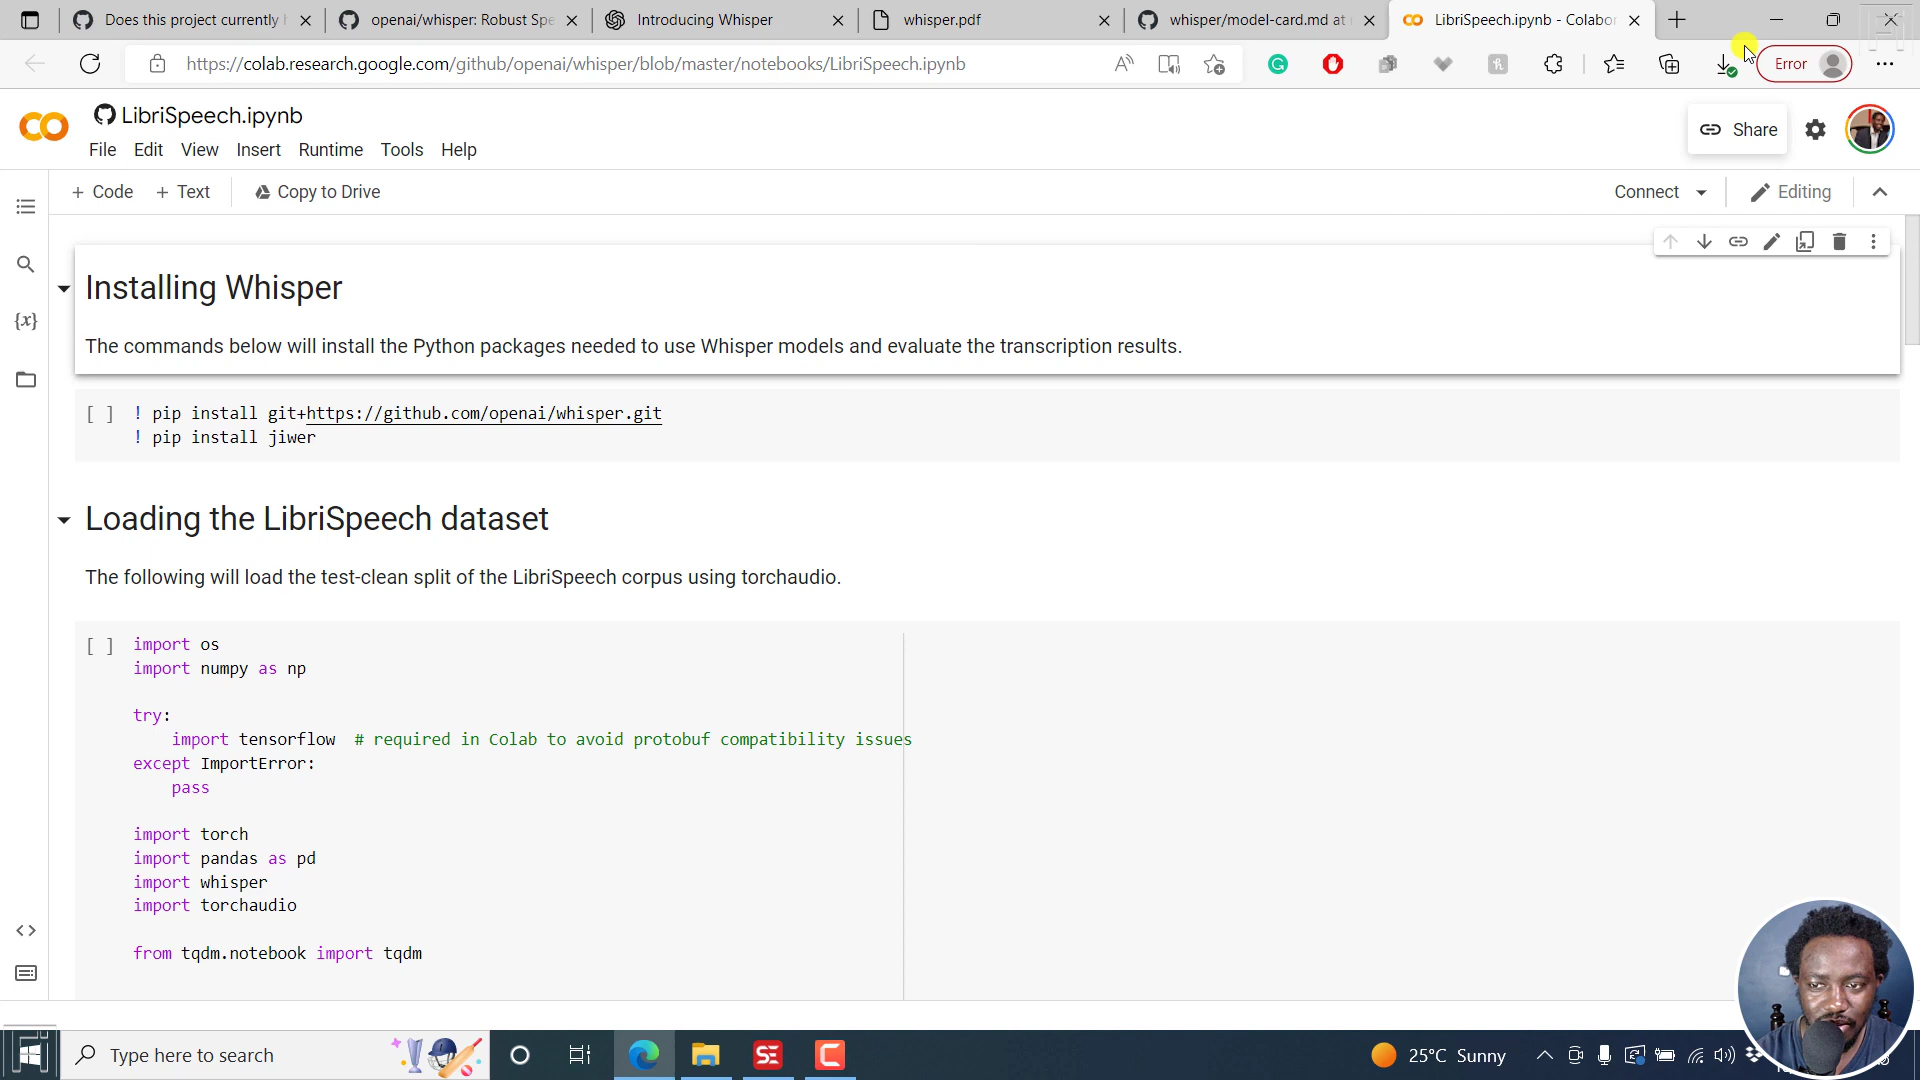 Does this project currently
openai/whisper: Robust Spe
Introducing Whisper
whisper.pdf
whisper/model-card.md at
LibriSpeech.ipynb - Colabor
https://colab.research.google.com/github/openai/whisper/blob/master/notebooks/LibriSpeech.ipynb
Error
LibriSpeech.ipynb
File Edit View Insert Runtime Tools Help
Share
+ Code + Text Copy to Drive
Connect
Editing
Installing Whisper
The commands below will install the Python packages needed to use Whisper models and evaluate the transcription results.
[ ] ! pip install git+https://github.com/openai/whisper.git
! pip install jiwer
Loading the LibriSpeech dataset
The following will load the test-clean split of the LibriSpeech corpus using torchaudio.
[ ] import os
import numpy as np
try:
import tensorflow # required in Colab to avoid protobuf compatibility issues
except ImportError:
pass
import torch
import pandas as pd
import whisper
import torchaudio
from tqdm.notebook import tqdm
Type here to search
25°C Sunny